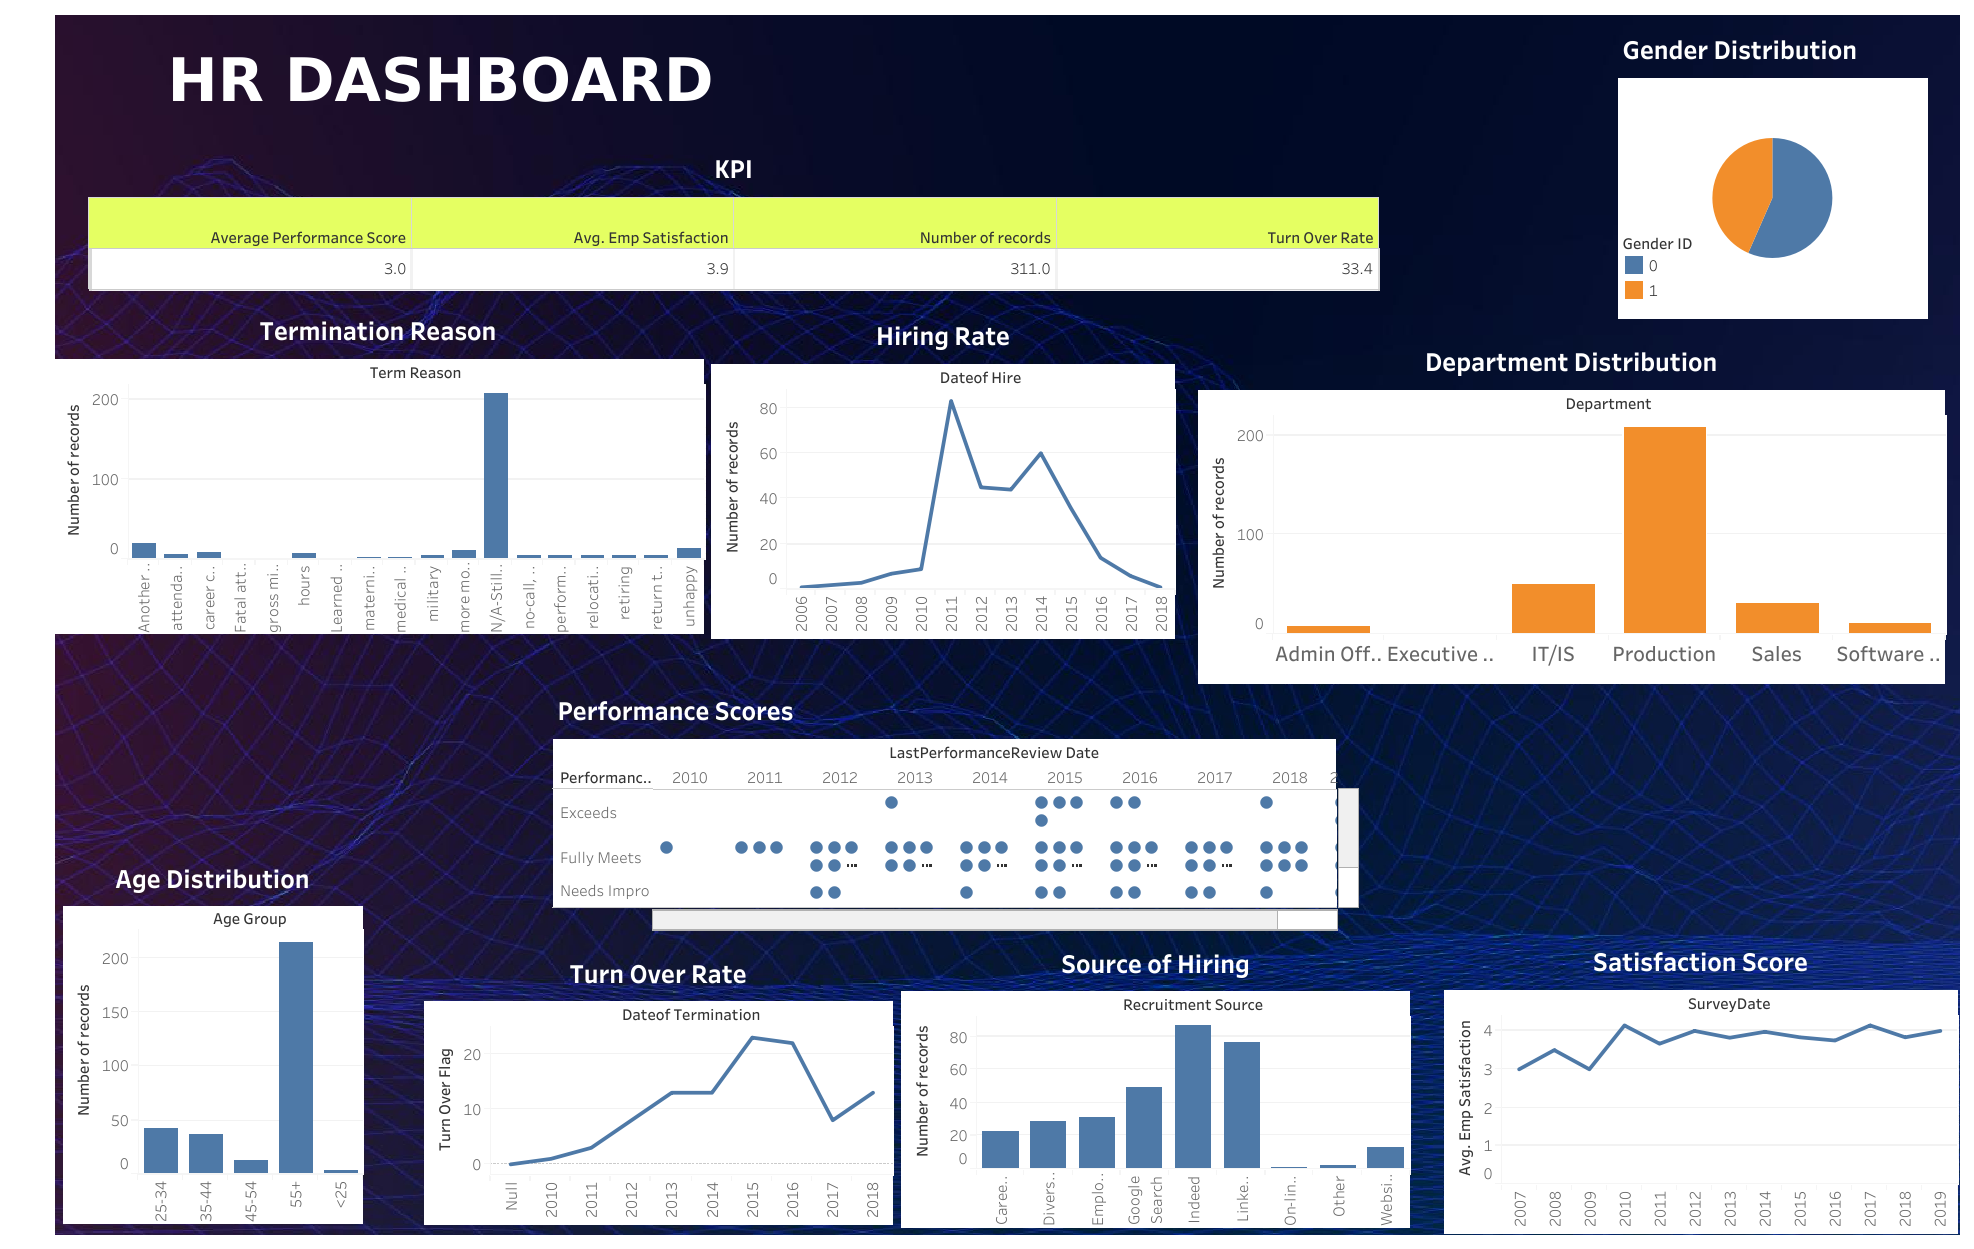 HR DASHBOARD
Gender Distribution
Gender ID
0
1
KPI
Average Performance Score Avg. Emp Satisfaction Number of records Turn Over Rate
3.0 3.9 311.0 33.4
Termination Reason
Term Reason
Number of records
200
100
0
Another .. attenda.. career c.. Fatal att.. gross mi.. hours Learned .. materni.. medical .. military more mo.. N/A-Still.. no-call, .. perform.. relocati.. retiring return t.. unhappy
Hiring Rate
Dateof Hire
Number of records
80
60
40
20
0
2006 2007 2008 2009 2010 2011 2012 2013 2014 2015 2016 2017 2018
Department Distribution
Department
Number of records
200
100
0
Admin Off.. Executive .. IT/IS Production Sales Software ..
Performance Scores
LastPerformanceReview Date
Performanc.. 2010 2011 2012 2013 2014 2015 2016 2017 2018
Exceeds
Fully Meets
Needs Impro
Age Distribution
Age Group
Number of records
200
150
100
50
0
25-34 35-44 45-54 55+ <25
Turn Over Rate
Dateof Termination
Turn Over Flag
20
10
0
Null 2010 2011 2012 2013 2014 2015 2016 2017 2018
Source of Hiring
Recruitment Source
Number of records
80
60
40
20
0
Caree.. Divers.. Emplo.. Google Search Indeed Linke.. On-lin.. Other Websi..
Satisfaction Score
SurveyDate
Avg. Emp Satisfaction
4
3
2
1
0
2007 2008 2009 2010 2011 2012 2013 2014 2015 2016 2017 2018 2019